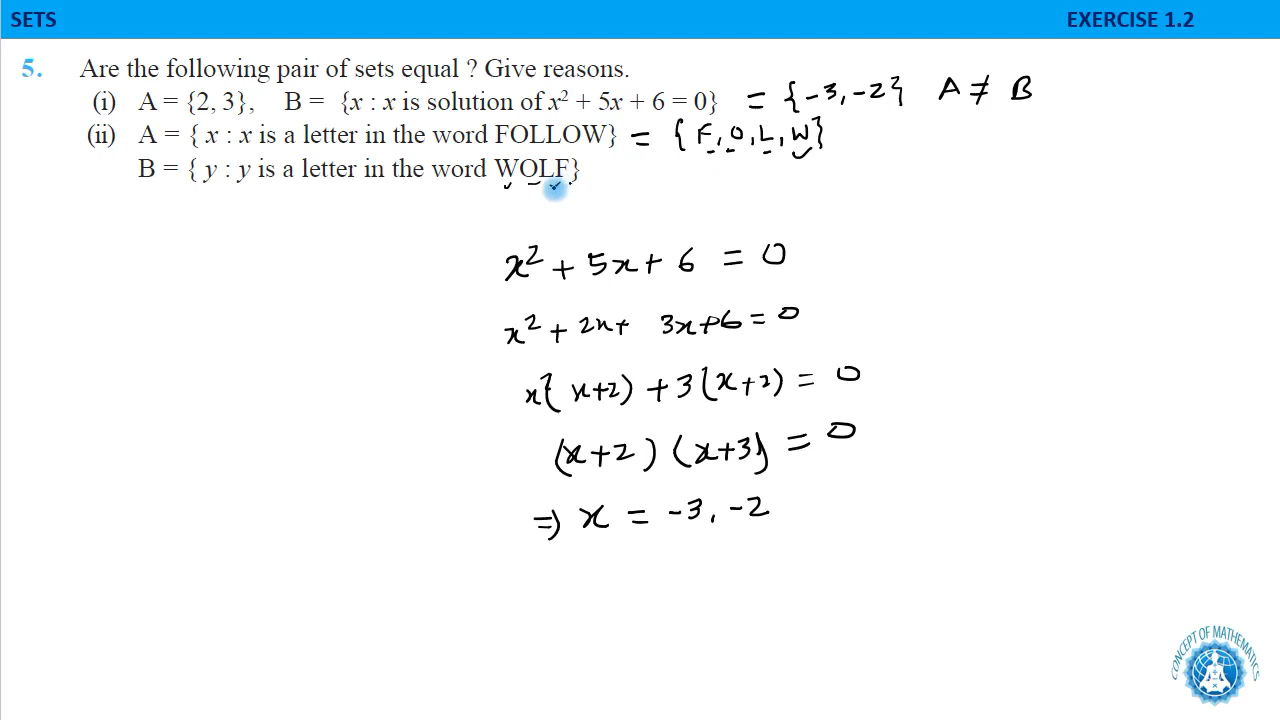 SETS EXERCISE 1.2
5. Are the following pair of sets equal ? Give reasons.
(i) A = {2, 3}, B = {x : x is solution of x² + 5x + 6 = 0} = {-3, -2} A ≠ B
(ii) A = { x : x is a letter in the word FOLLOW} = {F, O, L, W}
B = { y : y is a letter in the word WOLF}
x² + 5x + 6 = 0
x² + 2x + 3x + 6 = 0
x(x+2) + 3(x+2) = 0
(x+2) (x+3) = 0
⇒ x = -3, -2
CONCEPT OF MATHEMATICS